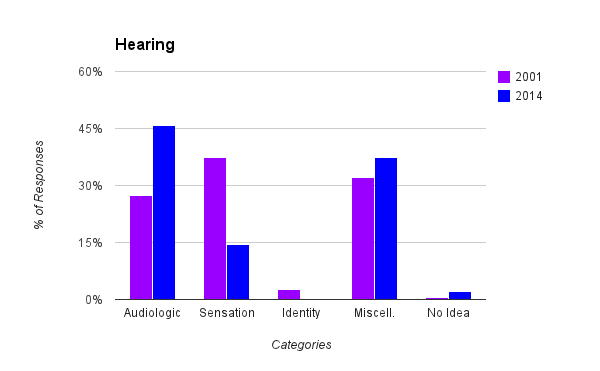 Hearing
60%
45%
30%
15%
0%
% of Responses
Audiologic Sensation Identity Miscell. No Idea
Categories
2001
2014